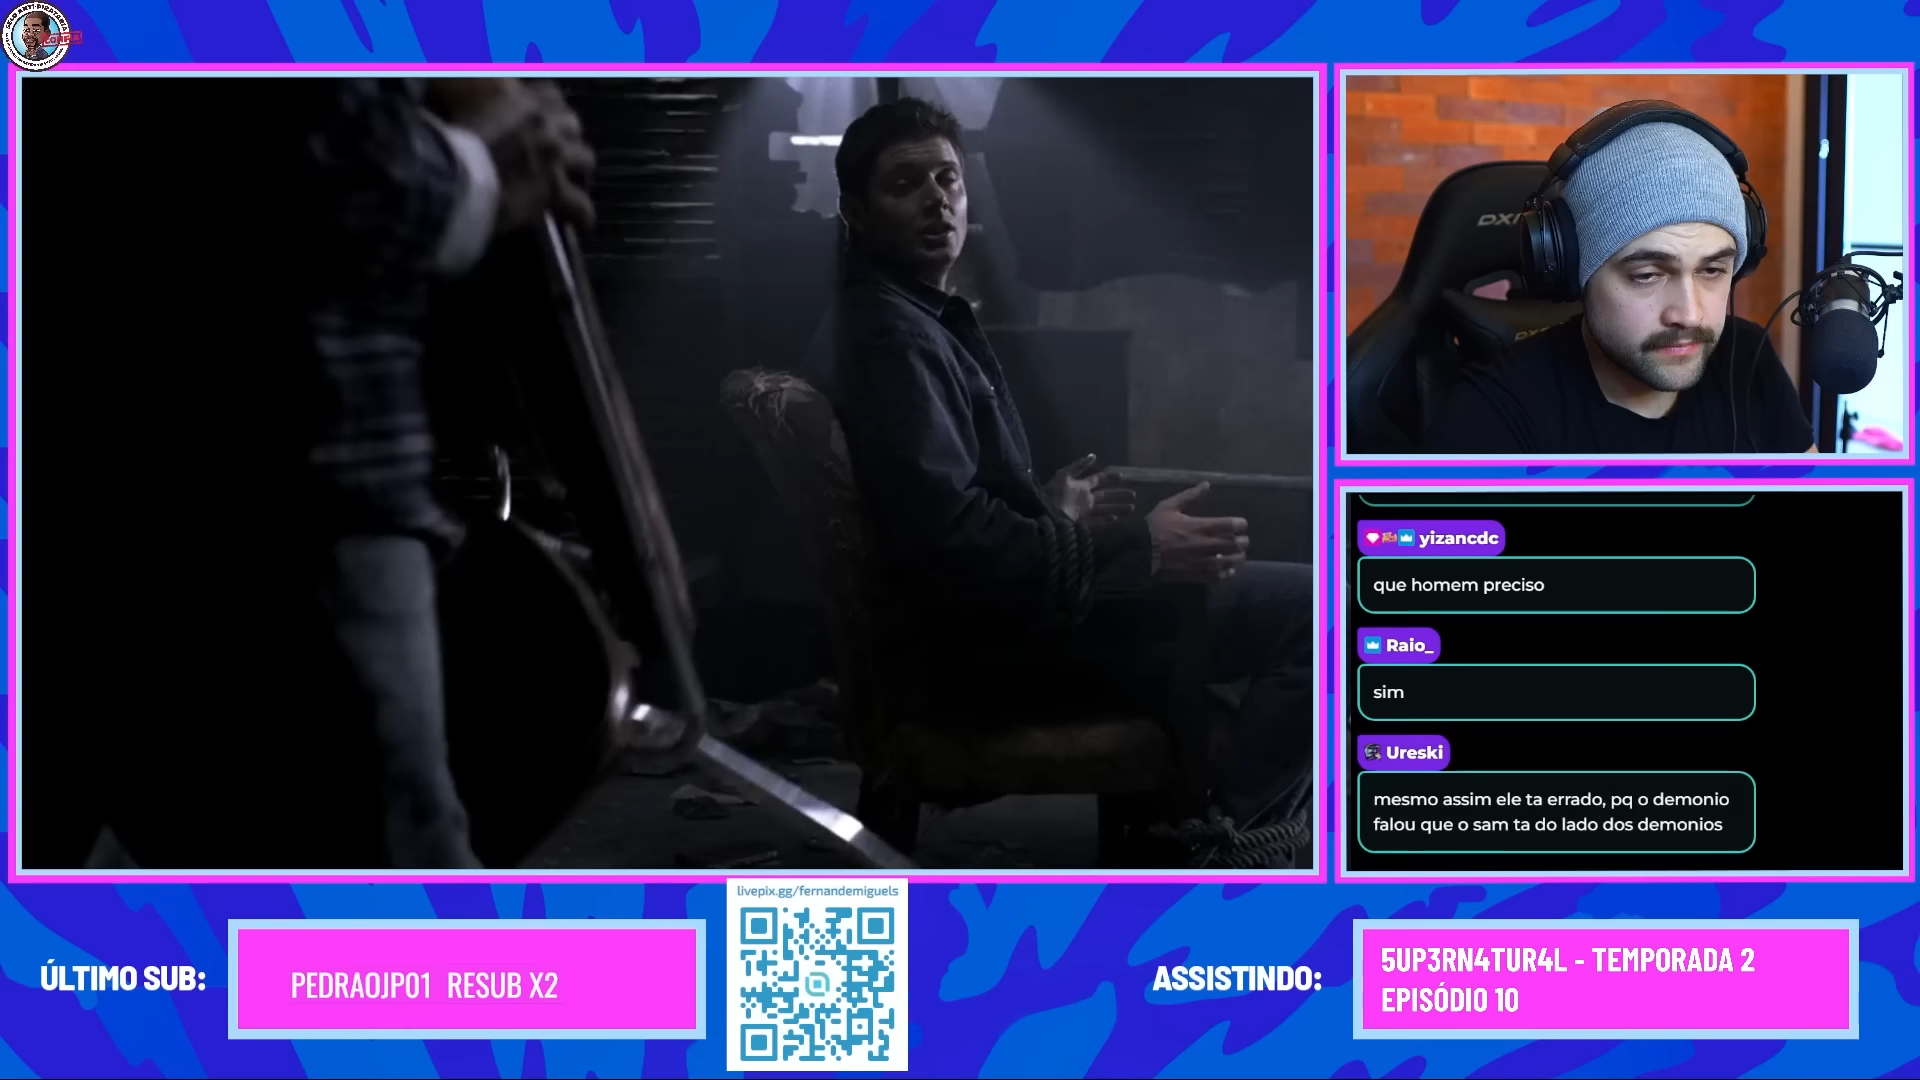 yizancdc
que homem preciso
Raio_
sim
Ureski
mesmo assim ele ta errado, pq o demonio
falou que o sam ta do lado dos demonios
livepix.gg/fernandemiguels
ÚLTIMO SUB:
PEDRAOJP01 RESUB X2
ASSISTINDO:
5UP3RN4TUR4L - TEMPORADA 2
EPISÓDIO 10